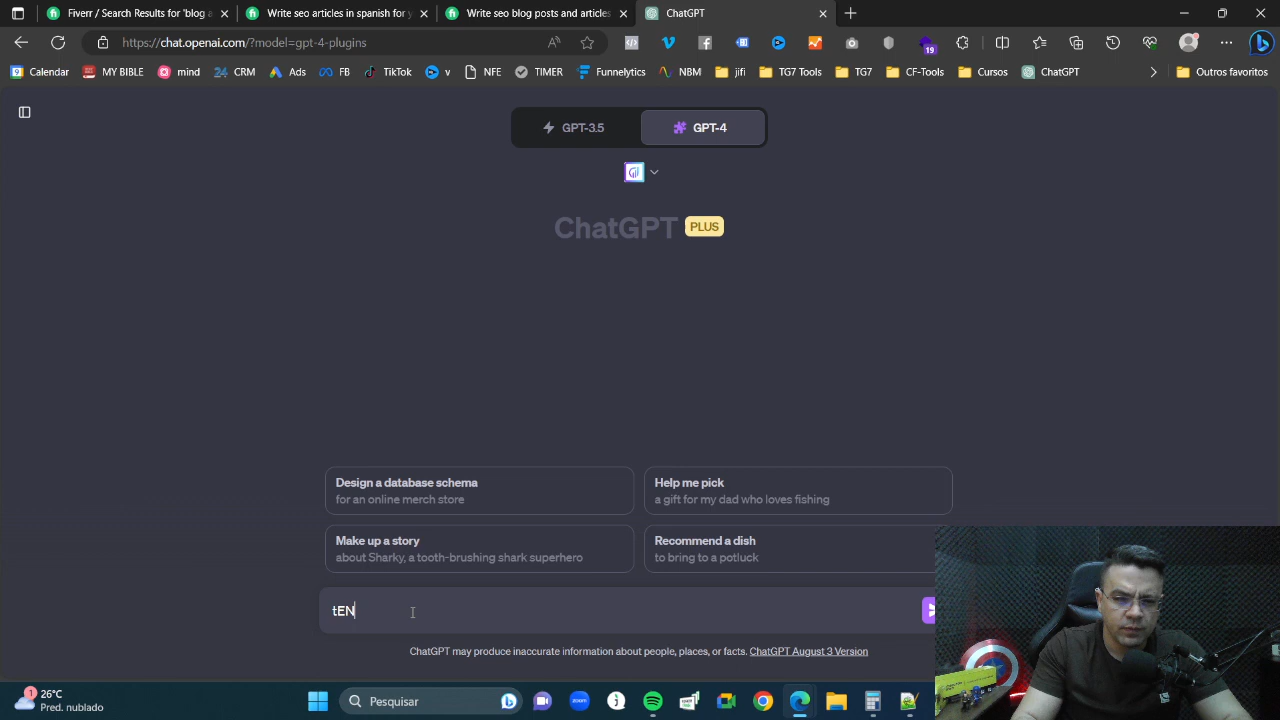 Fiverr / Search Results for 'blog a
Write seo articles in spanish for y
Write seo blog posts and articles
ChatGPT
https://chat.openai.com/?model=gpt-4-plugins
19
9 Calendar
MY BIBLE
mind
24 CRM
Ads
FB
TikTok
v
NFE
TIMER
Funnelytics
NBM
jifi
TG7 Tools
TG7
CF-Tools
Cursos
ChatGPT
Outros favoritos
GPT-3.5
GPT-4
ChatGPT PLUS
Design a database schema
for an online merch store
Help me pick
a gift for my dad who loves fishing
Make up a story
about Sharky, a tooth-brushing shark superhero
Recommend a dish
to bring to a potluck
tEN
ChatGPT may produce inaccurate information about people, places, or facts. ChatGPT August 3 Version
1
26°C
Pred. nublado
Pesquisar
zoom